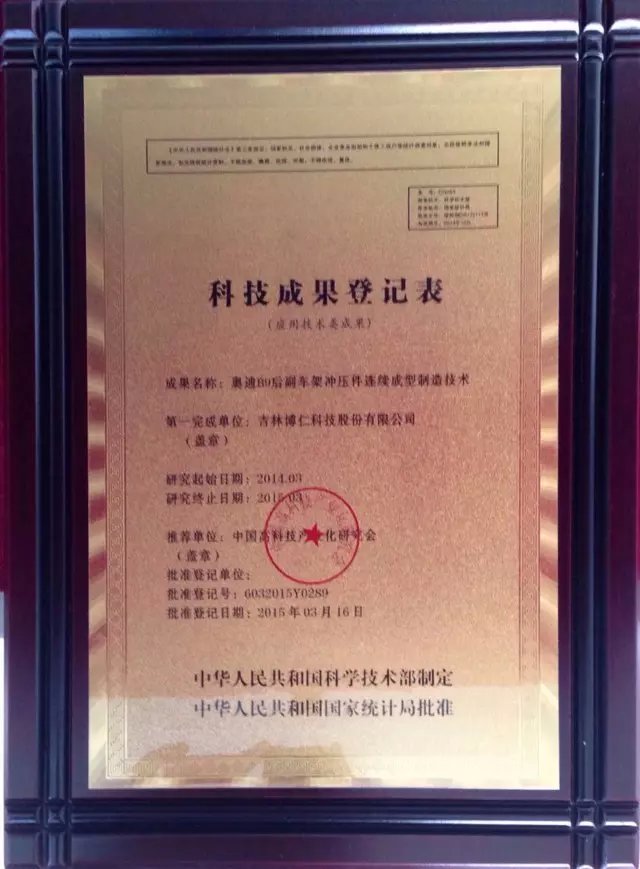 科技成果登记表
(应用技术类成果)
成果名称：奥迪B9后副车架冲压件连续成型制造技术
第一完成单位：吉林博仁科技股份有限公司
（盖章）
研究起始日期：2014.03
研究终止日期：2015.03
推荐单位：中国高科技产业化研究会
（盖章）
批准登记单位：
批准登记号：6032015Y0289
批准登记日期：2015年03月16日
中华人民共和国科学技术部制定
中华人民共和国国家统计局批准